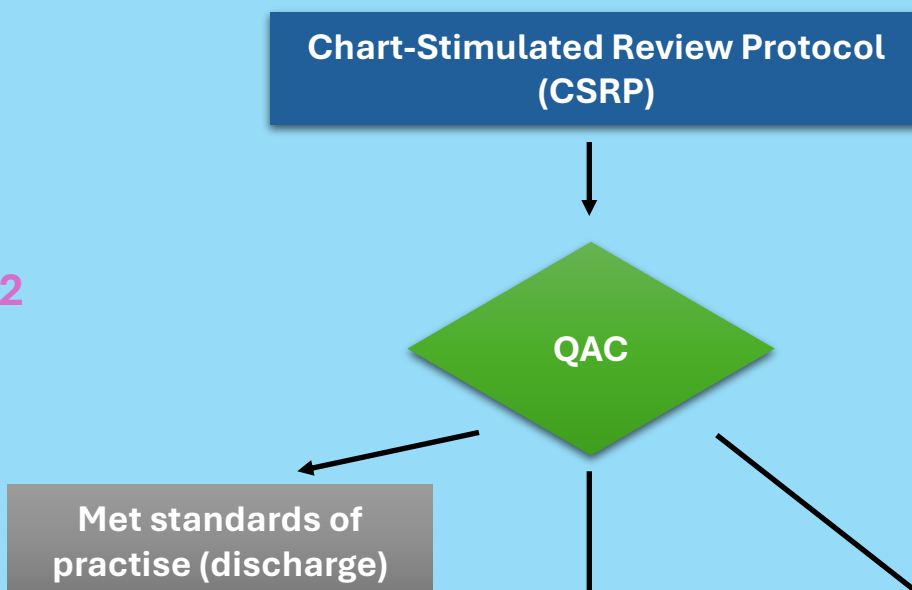 Chart-Stimulated Review Protocol
(CSRP)
2
QAC
Met standards of
practise (discharge)